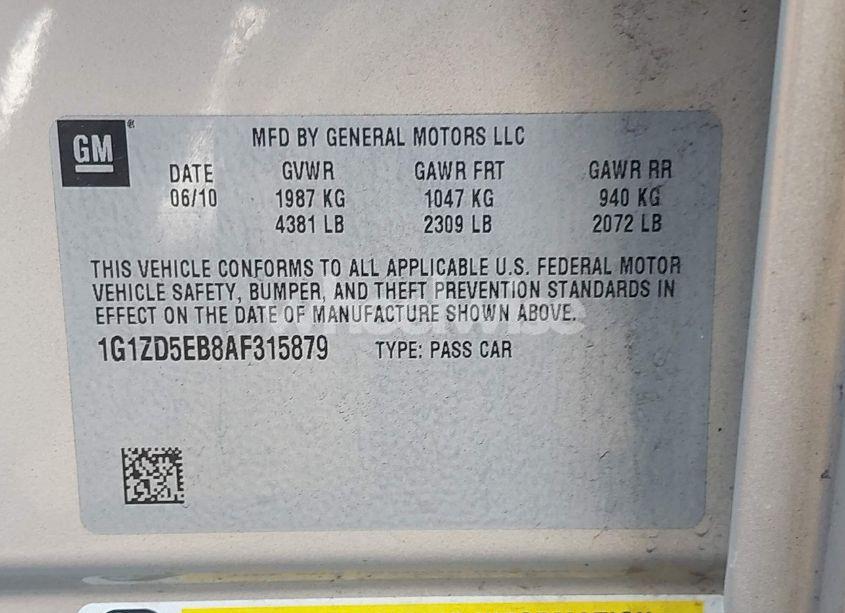 GM
MFD BY GENERAL MOTORS LLC
DATE GVWR GAWR FRT GAWR RR
06/10 1987 KG 1047 KG 940 KG
4381 LB 2309 LB 2072 LB
THIS VEHICLE CONFORMS TO ALL APPLICABLE U.S. FEDERAL MOTOR
VEHICLE SAFETY, BUMPER, AND THEFT PREVENTION STANDARDS IN
EFFECT ON THE DATE OF MANUFACTURE SHOWN ABOVE.
1G1ZD5EB8AF315879 TYPE: PASS CAR